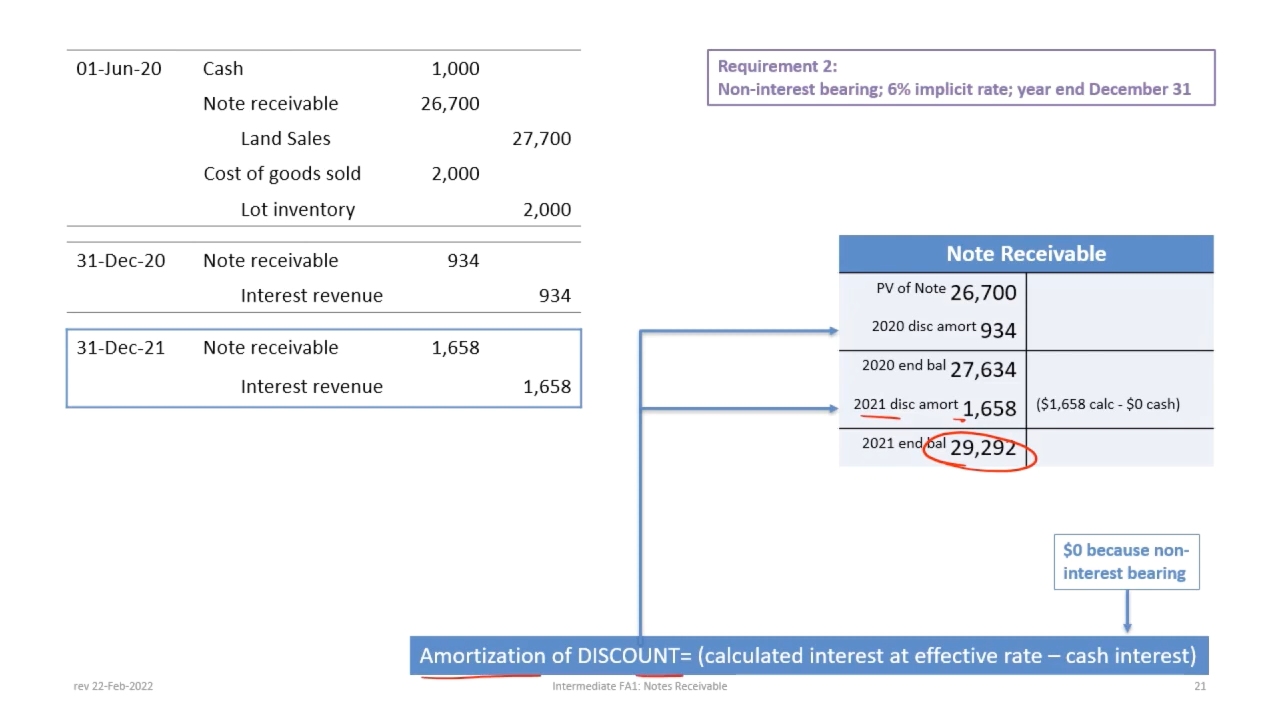 01-Jun-20 Cash 1,000
Note receivable 26,700
Land Sales 27,700
Cost of goods sold 2,000
Lot inventory 2,000
31-Dec-20 Note receivable 934
Interest revenue 934
31-Dec-21 Note receivable 1,658
Interest revenue 1,658
Requirement 2:
Non-interest bearing; 6% implicit rate; year end December 31
Note Receivable
PV of Note 26,700
2020 disc amort 934
2020 end bal 27,634
2021 disc amort 1,658 ($1,658 calc - $0 cash)
2021 end bal 29,292
$0 because non-
interest bearing
Amortization of DISCOUNT= (calculated interest at effective rate – cash interest)
rev 22-Feb-2022 Intermediate FA1: Notes Receivable 21